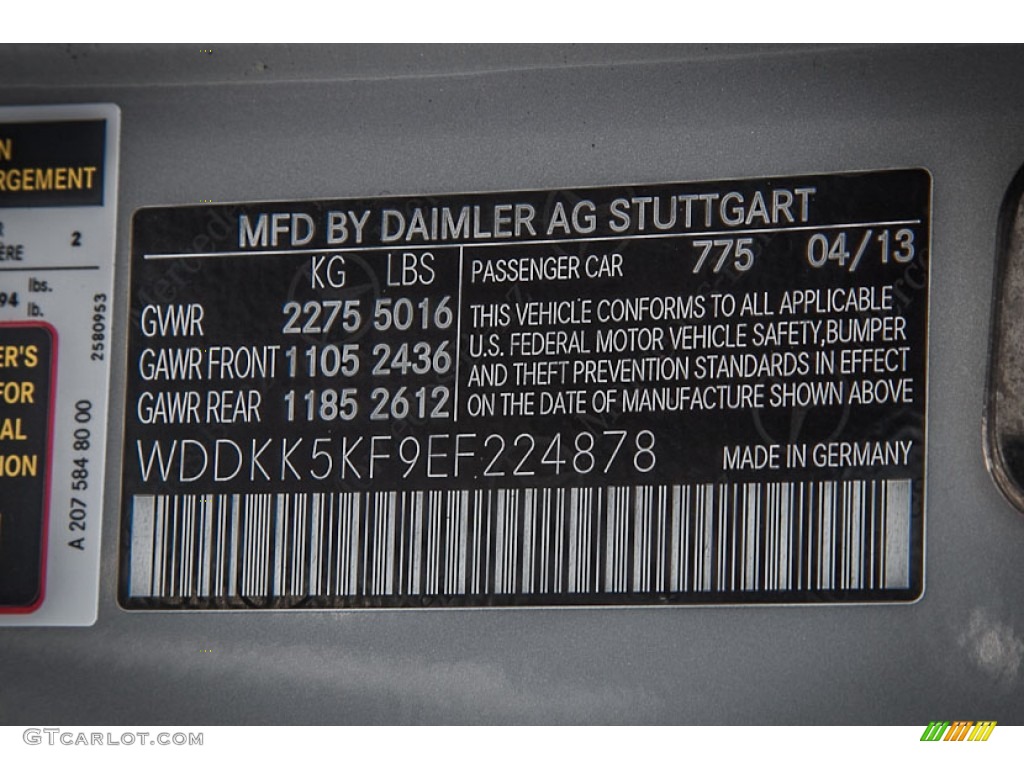 N
RGEMENT
R
ÈRE 2
94 lbs.
lb.
ER'S
FOR
AL
ION
2580953
A 207 584 80 00
MFD BY DAIMLER AG STUTTGART
KG LBS
GVWR 2275 5016
GAWR FRONT 1105 2436
GAWR REAR 1185 2612
PASSENGER CAR 775 04/13
THIS VEHICLE CONFORMS TO ALL APPLICABLE
U.S. FEDERAL MOTOR VEHICLE SAFETY,BUMPER
AND THEFT PREVENTION STANDARDS IN EFFECT
ON THE DATE OF MANUFACTURE SHOWN ABOVE
WDDKK5KF9EF224878 MADE IN GERMANY
GTCARLOT.COM